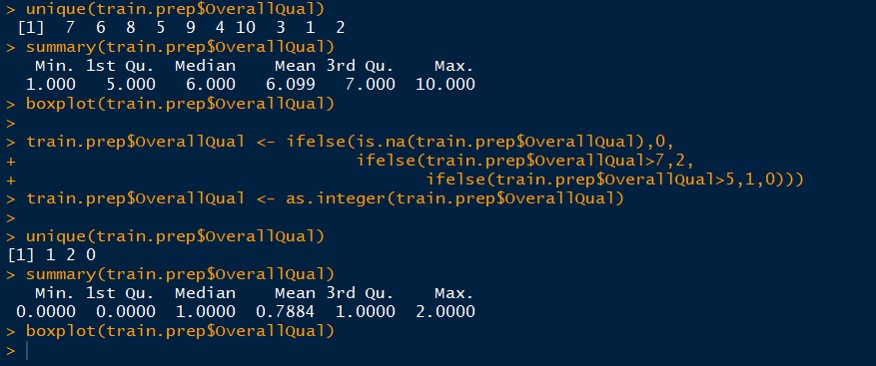 > unique(train.prep$OverallQual)
[1] 7 6 8 5 9 4 10 3 1 2
> summary(train.prep$OverallQual)
Min. 1st Qu. Median Mean 3rd Qu. Max.
1.000 5.000 6.000 6.099 7.000 10.000
> boxplot(train.prep$OverallQual)
>
> train.prep$OverallQual <- ifelse(is.na(train.prep$OverallQual),0,
+ ifelse(train.prep$OverallQual>7,2,
+ ifelse(train.prep$OverallQual>5,1,0)))
> train.prep$OverallQual <- as.integer(train.prep$OverallQual)
>
> unique(train.prep$OverallQual)
[1] 1 2 0
> summary(train.prep$OverallQual)
Min. 1st Qu. Median Mean 3rd Qu. Max.
0.0000 0.0000 1.0000 0.7884 1.0000 2.0000
> boxplot(train.prep$OverallQual)
>